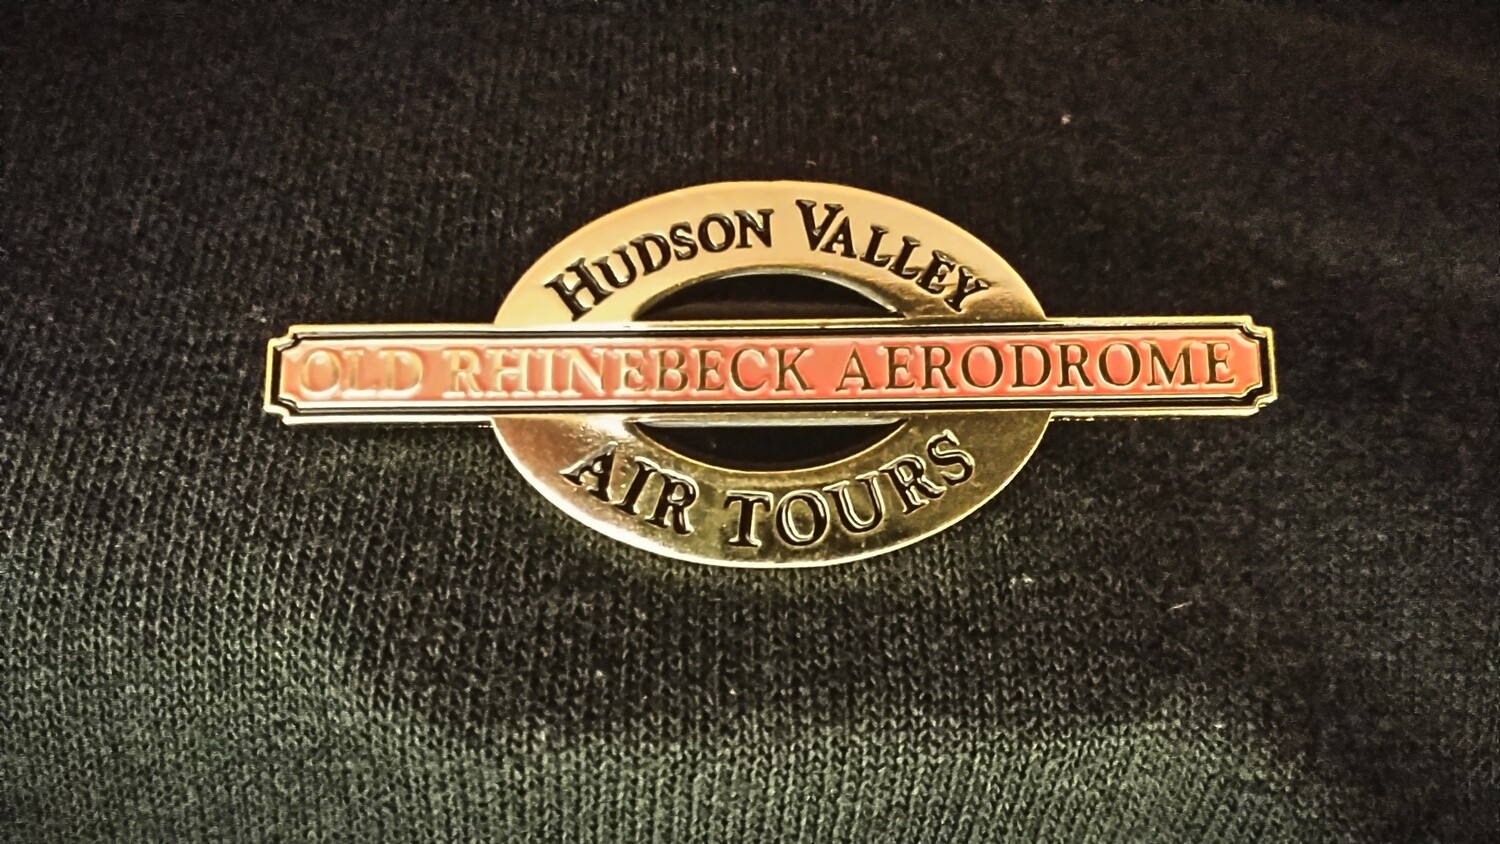 HUDSON VALLEY
OLD RHINEBECK AERODROME
AIR TOURS